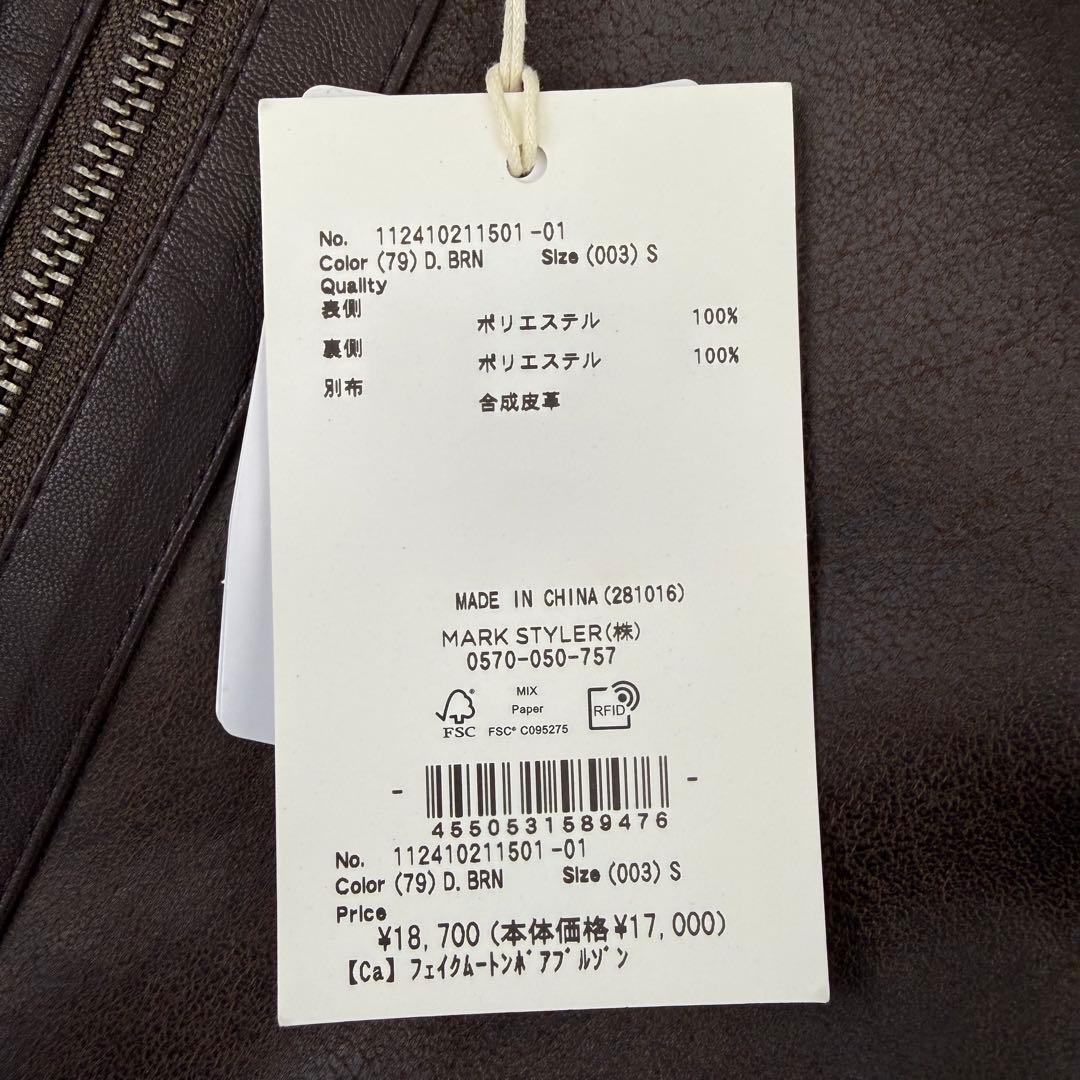 No. 112410211501-01
Color (79) D. BRN Size (003) S
Quality
表側 ポリエステル 100%
裏側 ポリエステル 100%
別布 合成皮革
MADE IN CHINA(281016)
MARK STYLER(株)
0570-050-757
MIX
Paper
FSC FSC® C095275
RFID
4550531589476
No. 112410211501-01
Color (79) D. BRN Size (003) S
Price
¥18,700 (本体価格¥17,000)
【Ca】ﾌｪｲｸﾑｰﾄﾝﾎﾞｱﾌﾞﾙｿﾞﾝ